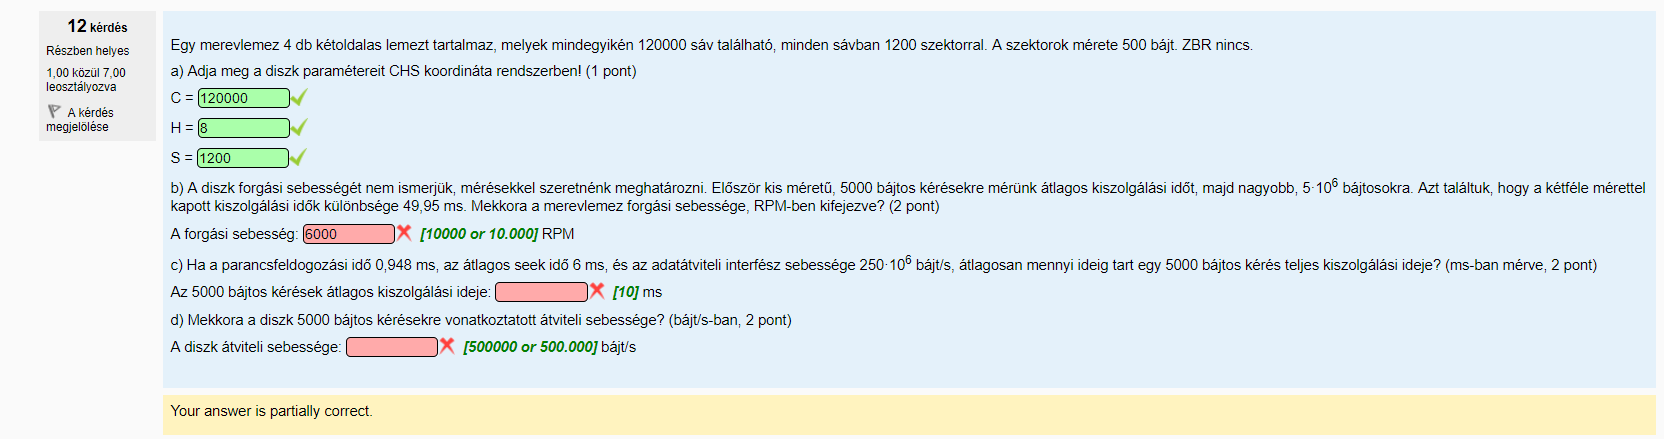 12 kérdés
Részben helyes
1,00 közül 7,00
leosztályozva
A kérdés
megjelölése
Egy merevlemez 4 db kétoldalas lemezt tartalmaz, melyek mindegyikén 120000 sáv található, minden sávban 1200 szektorral. A szektorok mérete 500 bájt. ZBR nincs.
a) Adja meg a diszk paramétereit CHS koordináta rendszerben! (1 pont)
C = 120000
H = 8
S = 1200
b) A diszk forgási sebességét nem ismerjük, mérésekkel szeretnénk meghatározni. Először kis méretű, 5000 bájtos kérésekre mérünk átlagos kiszolgálási időt, majd nagyobb, 5·10⁶ bájtosokra. Azt találtuk, hogy a kétféle mérettel
kapott kiszolgálási idők különbsége 49,95 ms. Mekkora a merevlemez forgási sebessége, RPM-ben kifejezve? (2 pont)
A forgási sebesség: 6000 [10000 or 10.000] RPM
c) Ha a parancsfeldogozási idő 0,948 ms, az átlagos seek idő 6 ms, és az adatátviteli interfész sebessége 250·10⁶ bájt/s, átlagosan mennyi ideig tart egy 5000 bájtos kérés teljes kiszolgálási ideje? (ms-ban mérve, 2 pont)
Az 5000 bájtos kérések átlagos kiszolgálási ideje: [10] ms
d) Mekkora a diszk 5000 bájtos kérésekre vonatkoztatott átviteli sebessége? (bájt/s-ban, 2 pont)
A diszk átviteli sebessége: [500000 or 500.000] bájt/s
Your answer is partially correct.